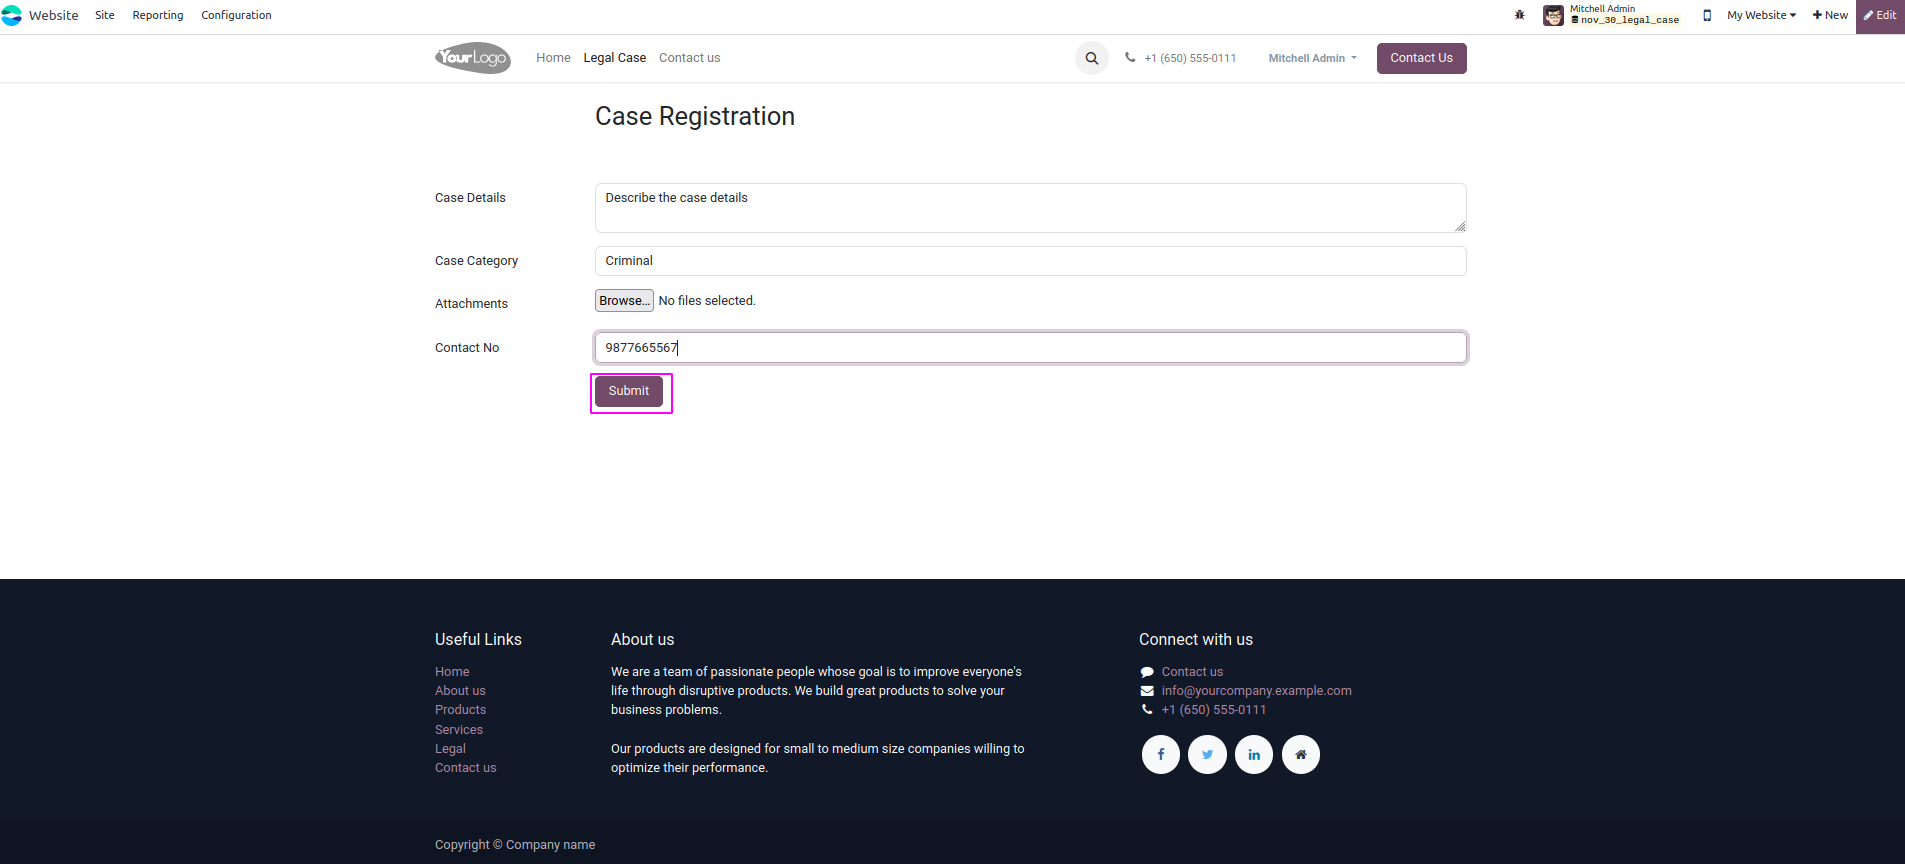 Website Site Reporting Configuration
Mitchell Admin
nov_30_legal_case
My Website
New
Edit
YourLogo
Home Legal Case Contact us
+1 (650) 555-0111
Mitchell Admin
Contact Us
Case Registration
Case Details
Describe the case details
Case Category
Criminal
Attachments
Browse... No files selected.
Contact No
9877665567
Submit
Useful Links
Home
About us
Products
Services
Legal
Contact us
About us
We are a team of passionate people whose goal is to improve everyone's
life through disruptive products. We build great products to solve your
business problems.
Our products are designed for small to medium size companies willing to
optimize their performance.
Connect with us
Contact us
info@yourcompany.example.com
+1 (650) 555-0111
Copyright © Company name